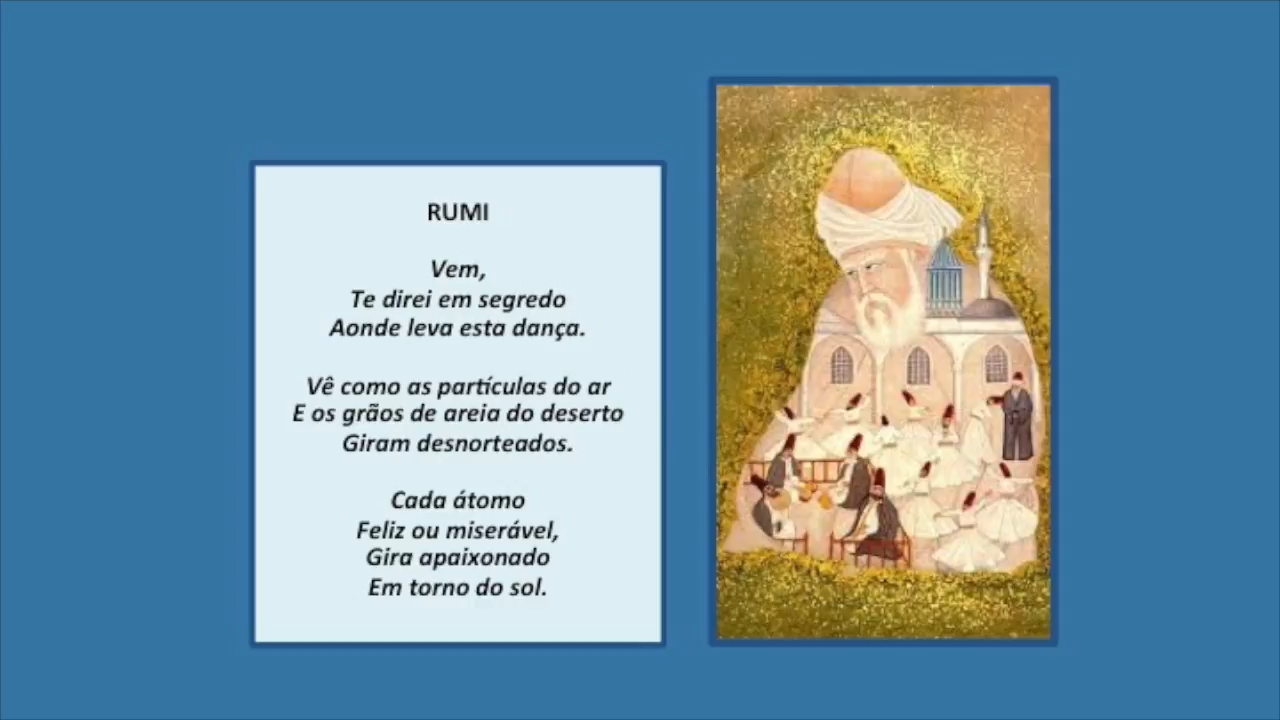 RUMI
Vem,
Te direi em segredo
Aonde leva esta dança.
Vê como as partículas do ar
E os grãos de areia do deserto
Giram desnorteados.
Cada átomo
Feliz ou miserável,
Gira apaixonado
Em torno do sol.